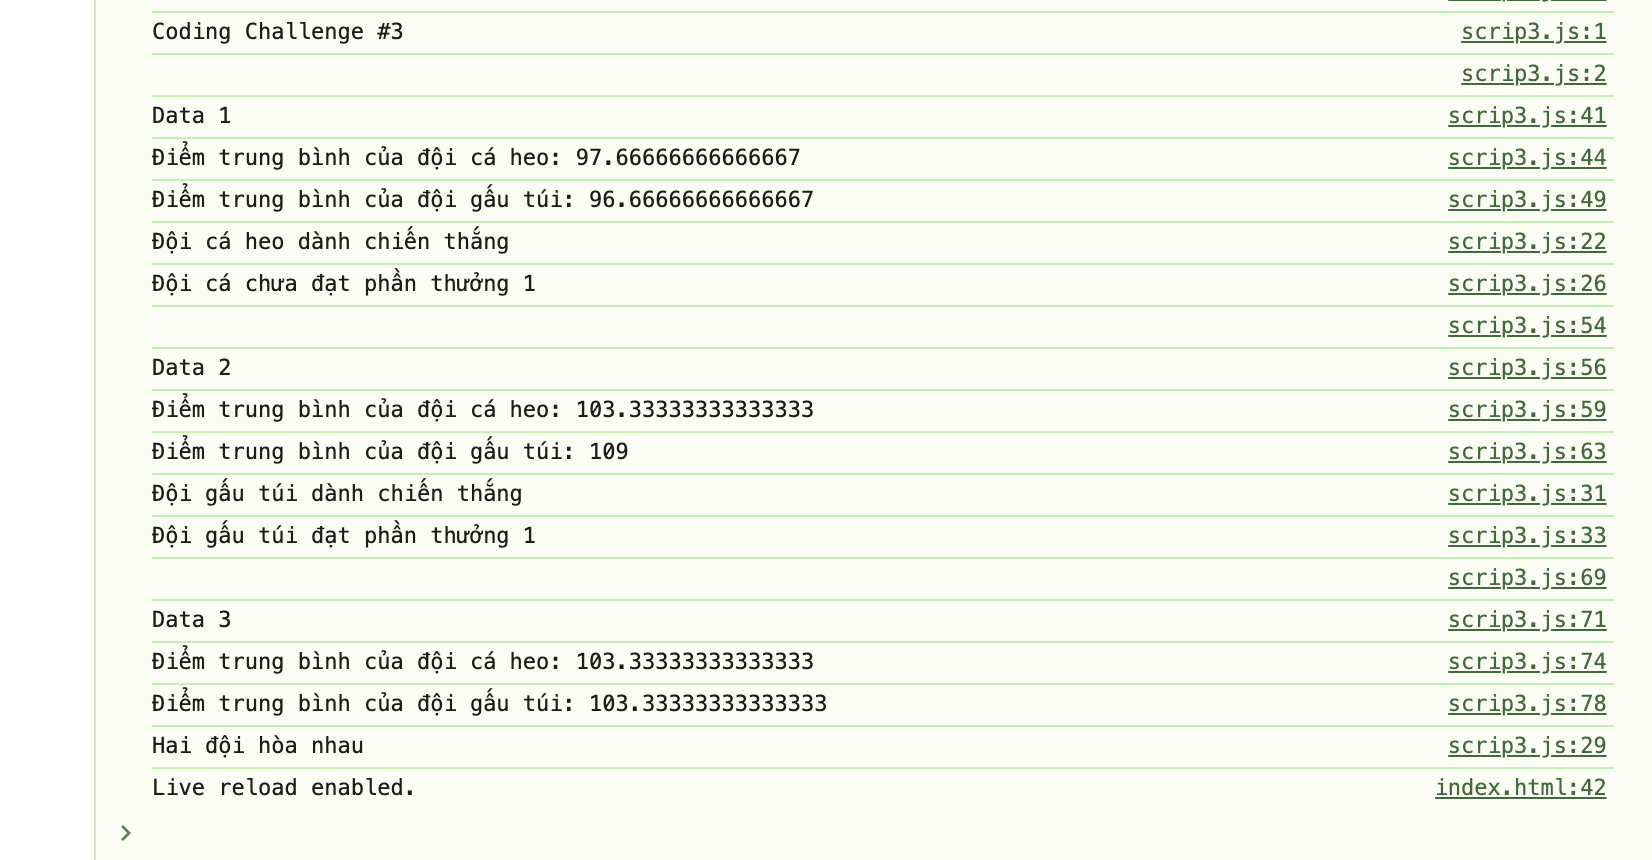 Coding Challenge #3 scrip3.js:1
scrip3.js:2
Data 1 scrip3.js:41
Điểm trung bình của đội cá heo: 97.66666666666667 scrip3.js:44
Điểm trung bình của đội gấu túi: 96.66666666666667 scrip3.js:49
Đội cá heo dành chiến thắng scrip3.js:22
Đội cá chưa đạt phần thưởng 1 scrip3.js:26
scrip3.js:54
Data 2 scrip3.js:56
Điểm trung bình của đội cá heo: 103.33333333333333 scrip3.js:59
Điểm trung bình của đội gấu túi: 109 scrip3.js:63
Đội gấu túi dành chiến thắng scrip3.js:31
Đội gấu túi đạt phần thưởng 1 scrip3.js:33
scrip3.js:69
Data 3 scrip3.js:71
Điểm trung bình của đội cá heo: 103.33333333333333 scrip3.js:74
Điểm trung bình của đội gấu túi: 103.33333333333333 scrip3.js:78
Hai đội hòa nhau scrip3.js:29
Live reload enabled. index.html:42